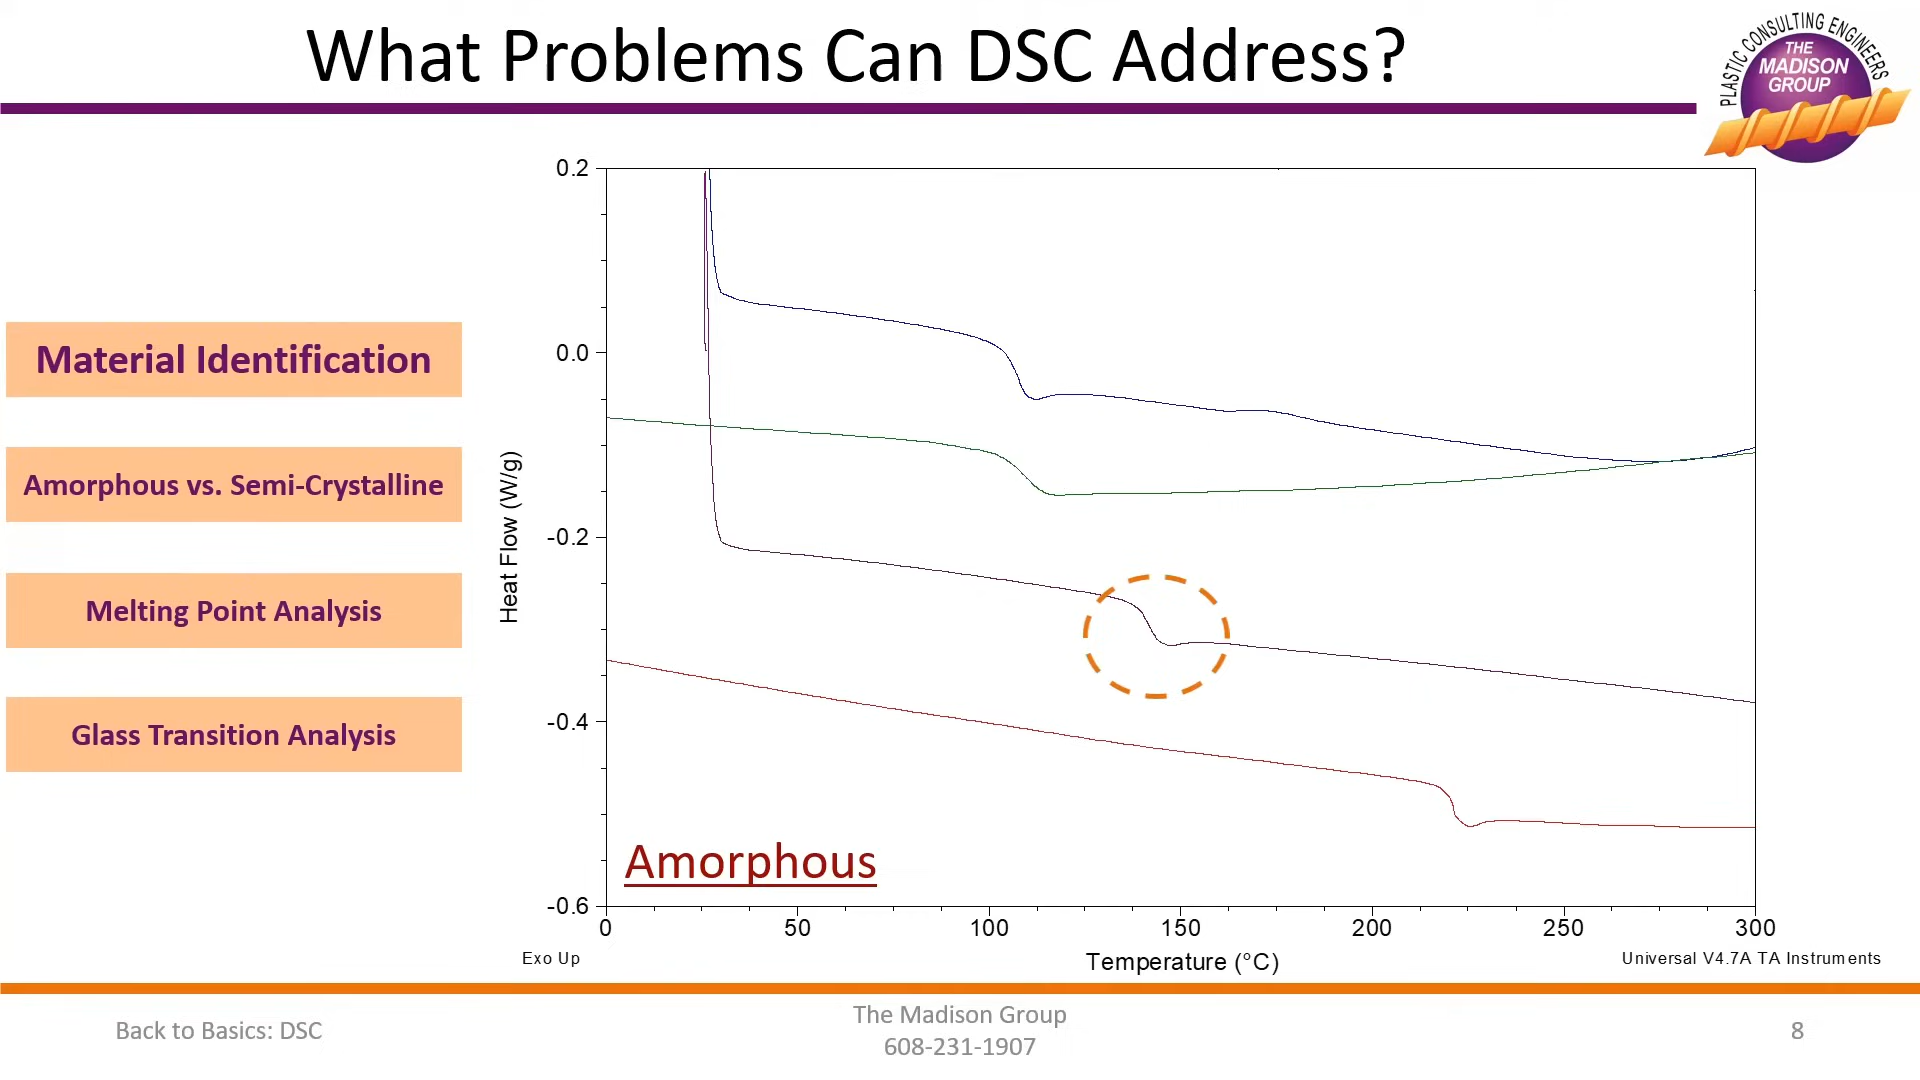 What Problems Can DSC Address?
PLASTIC CONSULTING ENGINEERS
THE
MADISON
GROUP
Material Identification
Amorphous vs. Semi-Crystalline
Melting Point Analysis
Glass Transition Analysis
Heat Flow (W/g)
0.2
0.0
-0.2
-0.4
-0.6
Amorphous
0 50 100 150 200 250 300
Exo Up
Temperature (°C)
Universal V4.7A TA Instruments
Back to Basics: DSC
The Madison Group
608-231-1907
8